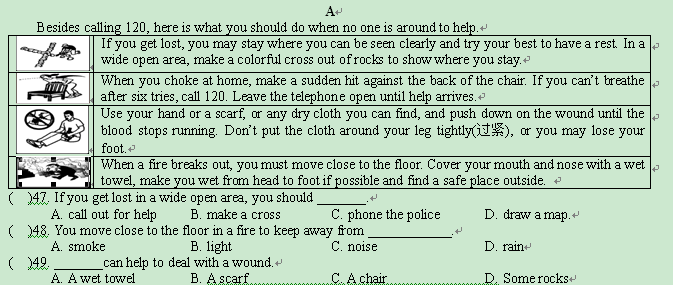 A
Besides calling 120, here is what you should do when no one is around to help.
If you get lost, you may stay where you can be seen clearly and try your best to have a rest. In a
wide open area, make a colorful cross out of rocks to show where you stay.
When you choke at home, make a sudden hit against the back of the chair. If you can't breathe
after six tries, call 120. Leave the telephone open until help arrives.
Use your hand or a scarf, or any dry cloth you can find, and push down on the wound until the
blood stops running. Don't put the cloth around your leg tightly(过紧), or you may lose your
foot.
When a fire breaks out, you must move close to the floor. Cover your mouth and nose with a wet
towel, make you wet from head to foot if possible and find a safe place outside.
( )47. If you get lost in a wide open area, you should ________.
A. call out for help B. make a cross C. phone the police D. draw a map.
( )48. You move close to the floor in a fire to keep away from ____________.
A. smoke B. light C. noise D. rain
( )49. _______ can help to deal with a wound.
A. A wet towel B. A scarf C. A chair D. Some rocks